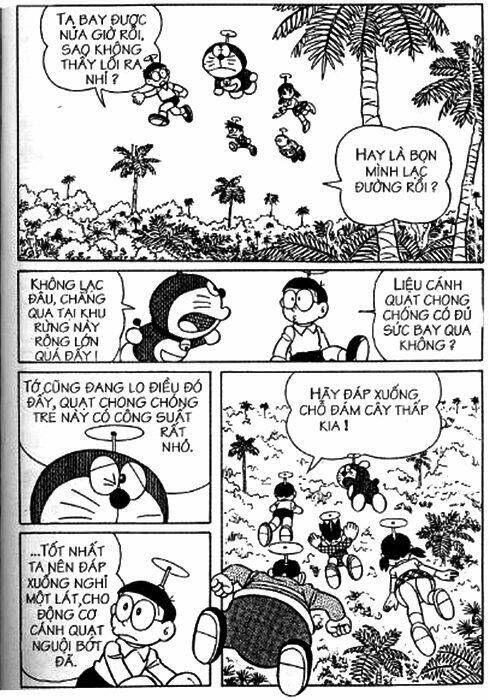 TA BAY ĐƯỢC
NỬA GIỜ RỒI,
SAO KHÔNG
THẤY LỐI RA
NHỈ ?
HAY LÀ BỌN
MÌNH LẠC
ĐƯỜNG RỒI ?
KHÔNG LẠC
ĐÂU, CHẲNG
QUA TẠI KHU
RỪNG NÀY
RỘNG LỚN
QUÁ ĐẤY !
LIỆU CÁNH
QUẠT CHONG
CHÓNG CÓ ĐỦ
SỨC BAY QUA
KHÔNG ?
TỚ CŨNG ĐANG LO ĐIỀU ĐÓ
ĐÂY, QUẠT CHONG CHÓNG
TRE NÀY CÓ CÔNG SUẤT
RẤT
NHỎ.
HÃY ĐÁP XUỐNG
CHỖ ĐÁM CÂY THẤP
KIA !
...TỐT NHẤT
TA NÊN ĐÁP
XUỐNG NGHỈ
MỘT LÁT, CHO
ĐỘNG CƠ
CÁNH QUẠT
NGUỘI BỚT
ĐÃ.